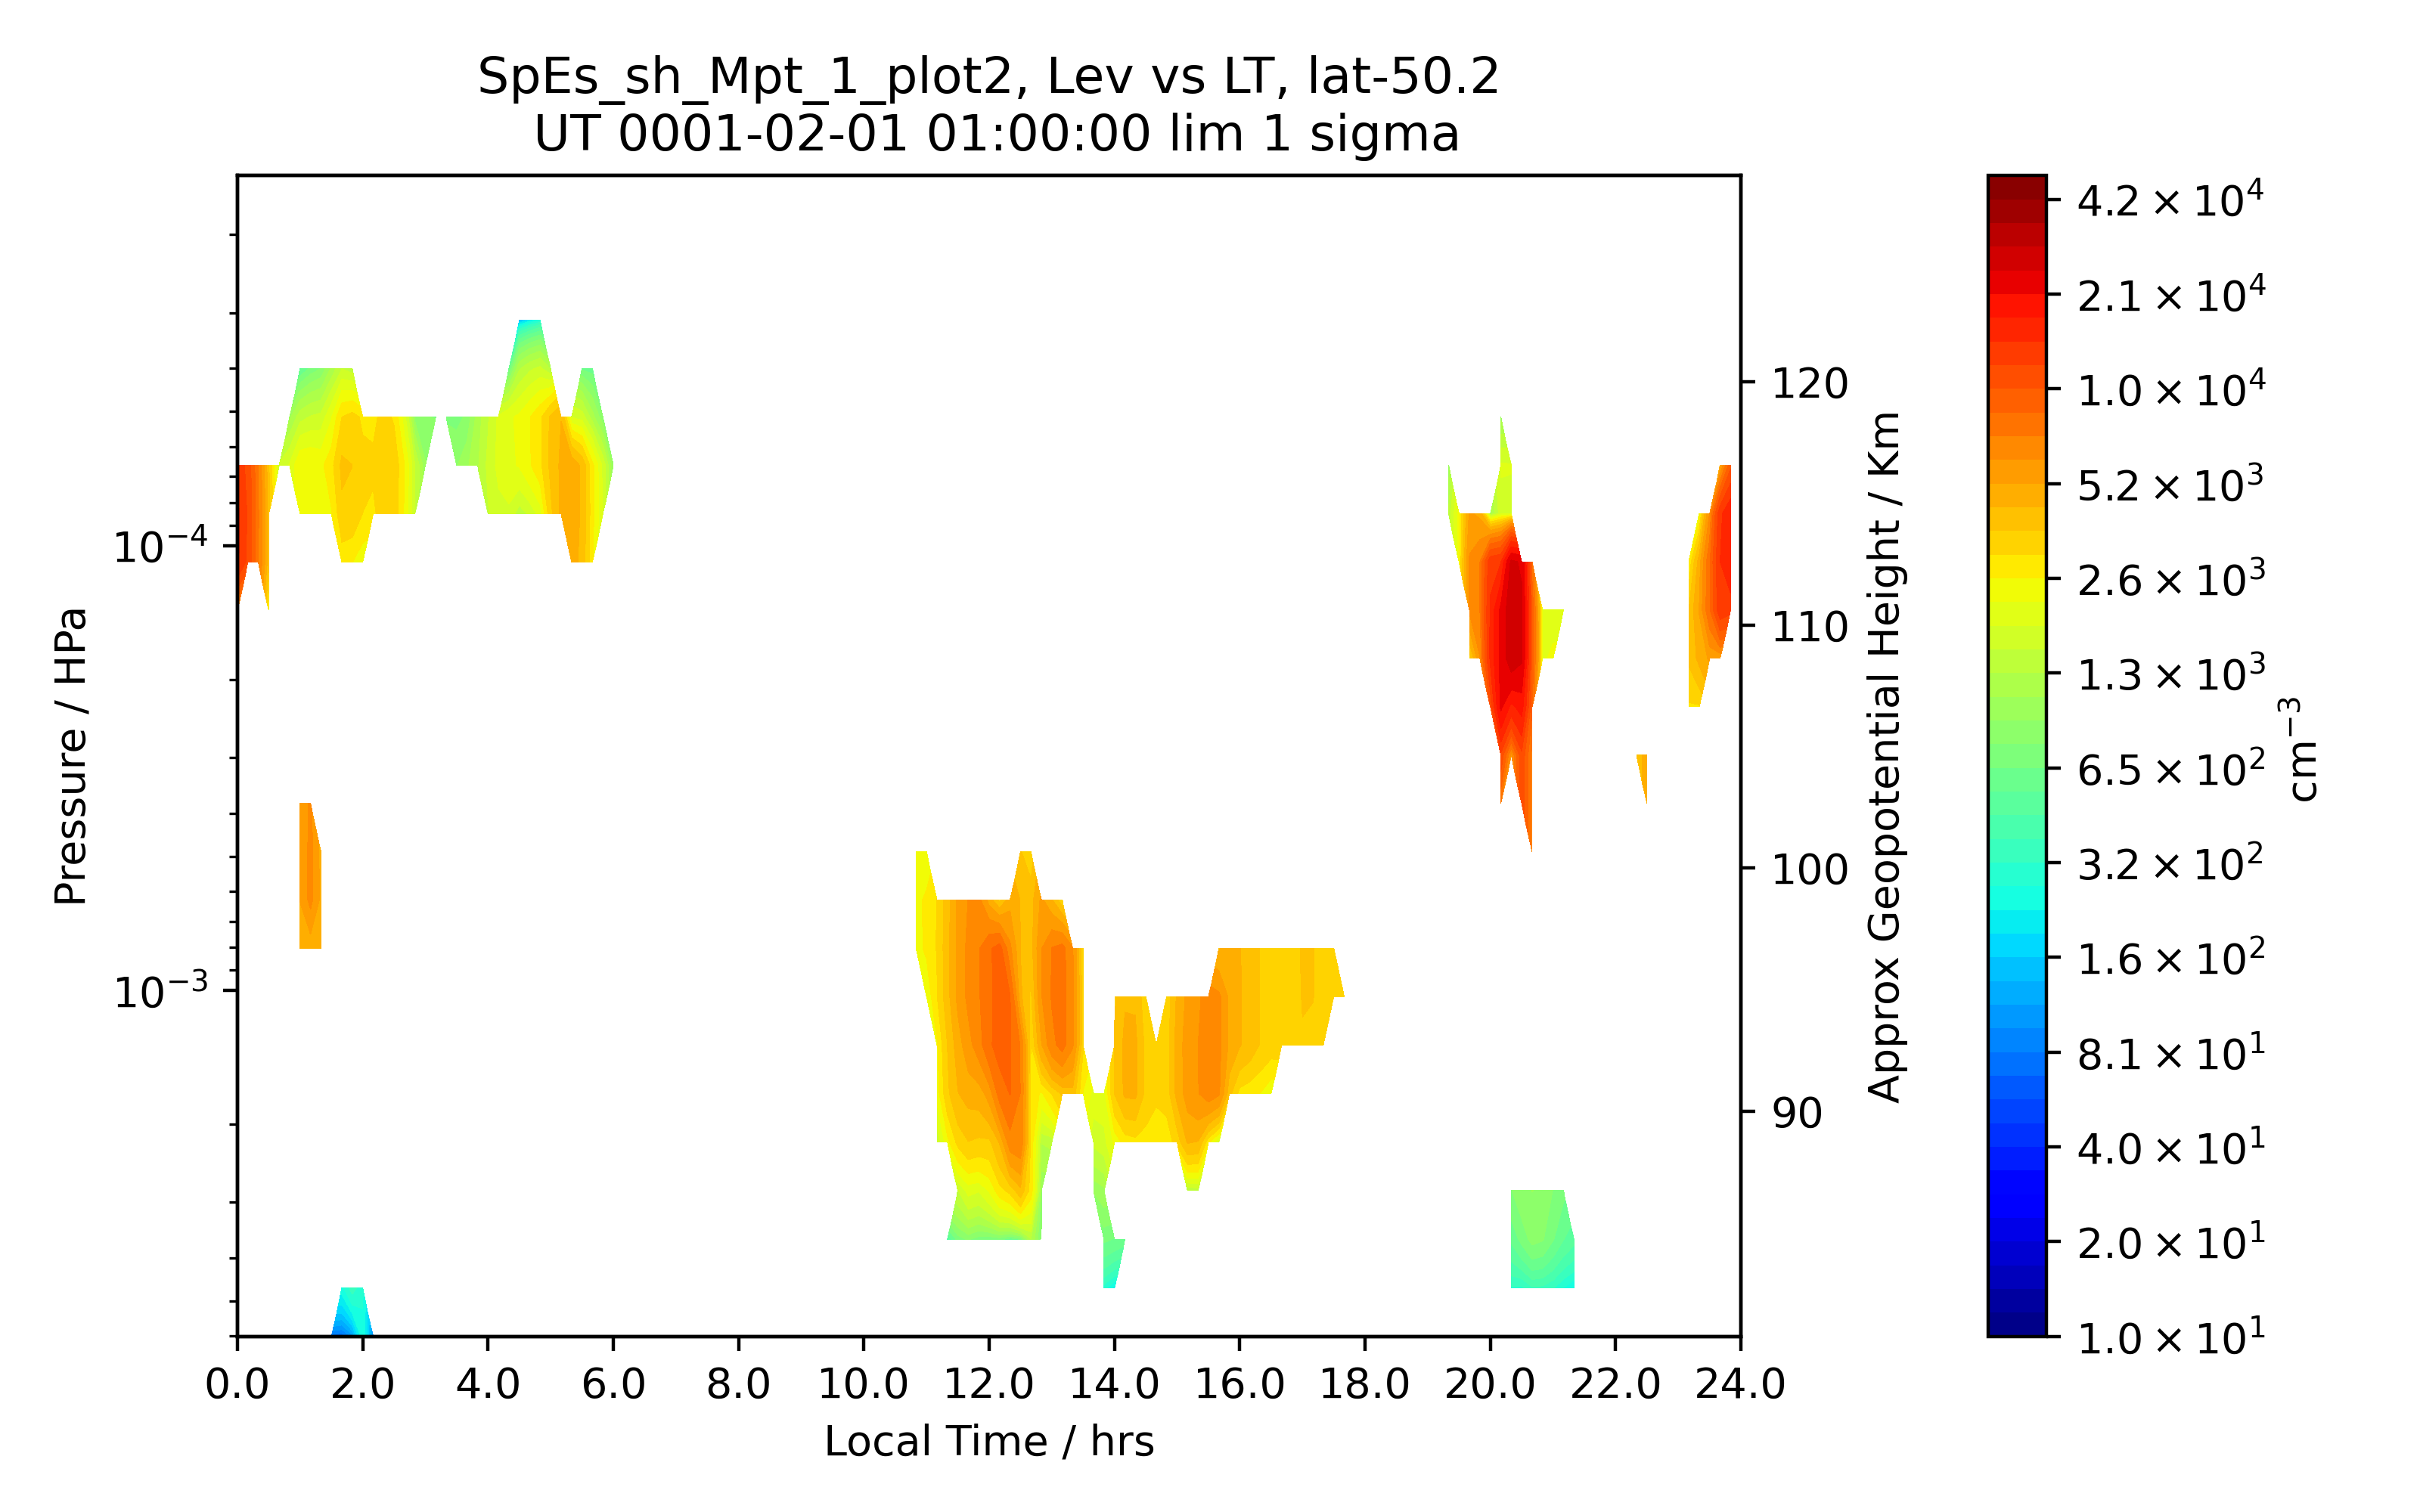 SpEs_sh_Mpt_1_plot2, Lev vs LT, lat-50.2
UT 0001-02-01 01:00:00 lim 1 sigma
Pressure / HPa
10⁻⁴
10⁻³
0.0 2.0 4.0 6.0 8.0 10.0 12.0 14.0 16.0 18.0 20.0 22.0 24.0
Local Time / hrs
120
110
100
90
Approx Geopotential Height / Km
4.2 × 10⁴
2.1 × 10⁴
1.0 × 10⁴
5.2 × 10³
2.6 × 10³
1.3 × 10³
6.5 × 10²
3.2 × 10²
1.6 × 10²
8.1 × 10¹
4.0 × 10¹
2.0 × 10¹
1.0 × 10¹
cm⁻³